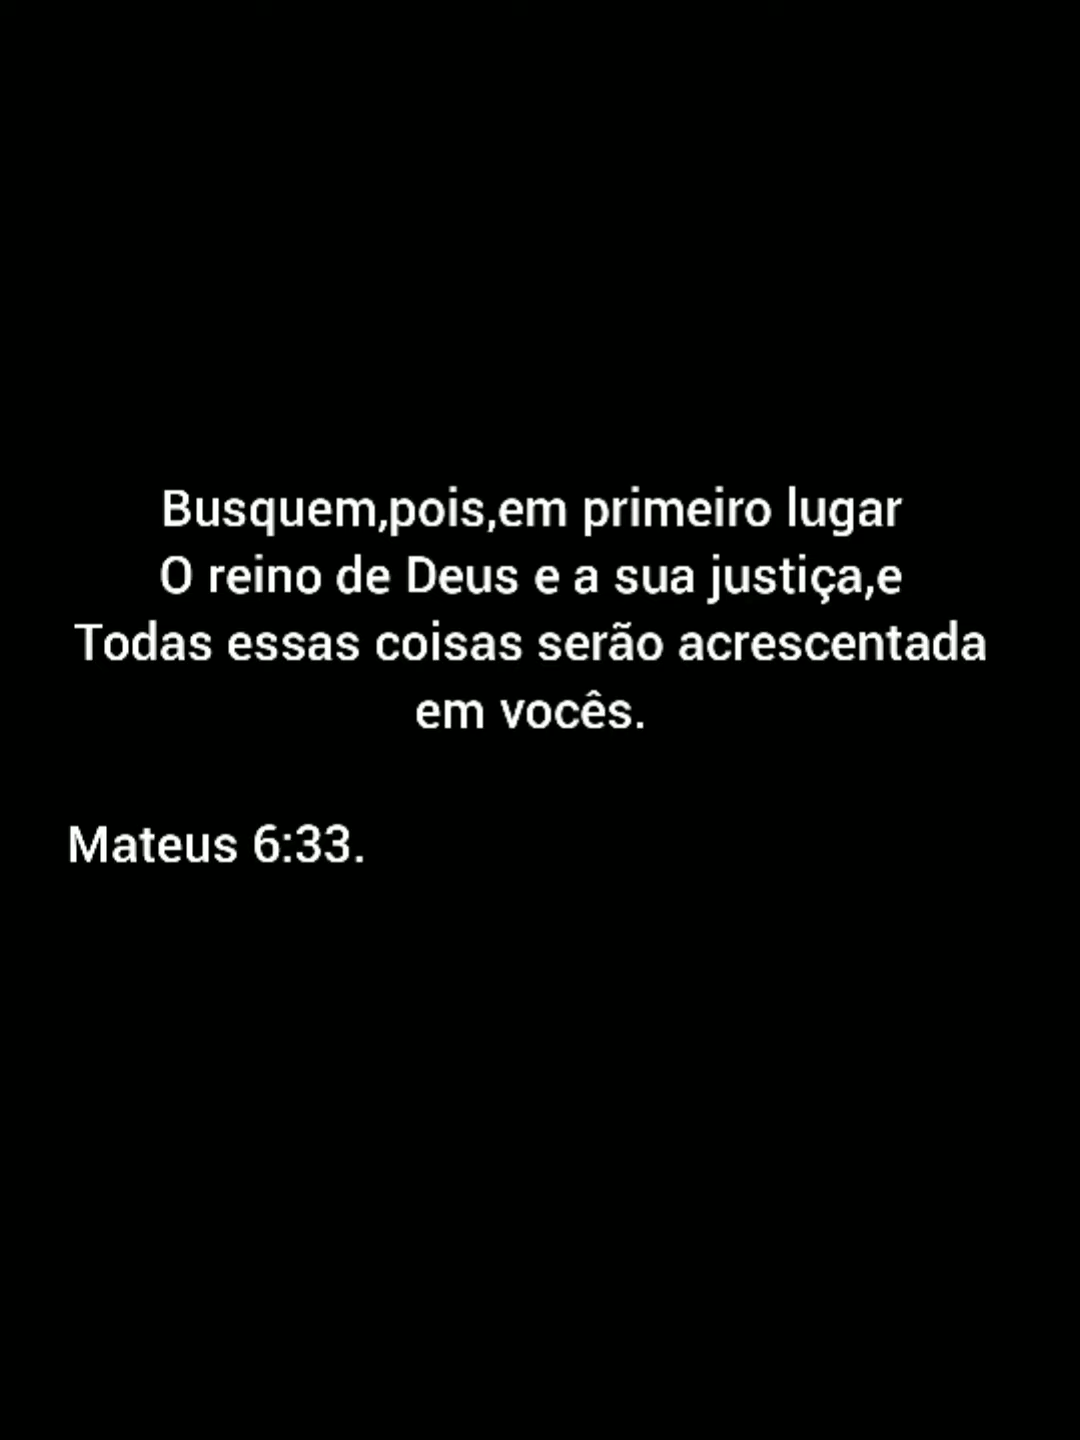 Busquem,pois,em primeiro lugar
O reino de Deus e a sua justiça,e
Todas essas coisas serão acrescentada
em vocês.
Mateus 6:33.